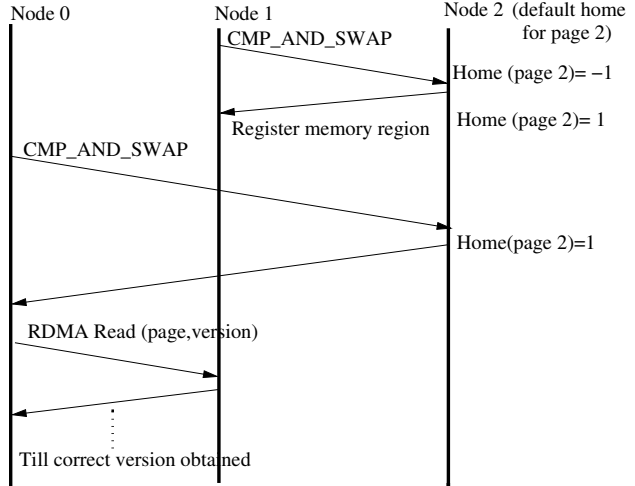 Node 0
Node 1
Node 2 (default home
for page 2)
CMP_AND_SWAP
Home (page 2)= −1
Register memory region
Home (page 2)= 1
CMP_AND_SWAP
Home(page 2)=1
RDMA Read (page,version)
Till correct version obtained